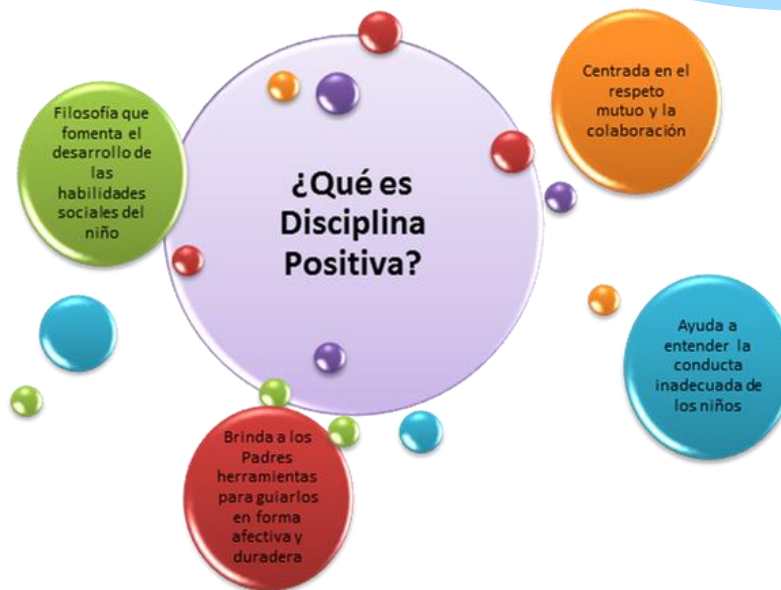 ¿Qué es
Disciplina
Positiva?
Filosofía que
fomenta el
desarrollo de
las
habilidades
sociales del
niño
Centrada en el
respeto
mutuo y la
colaboración
Ayuda a
entender la
conducta
inadecuada de
los niños
Brinda a los
Padres
herramientas
para guiarlos
en forma
afectiva y
duradera